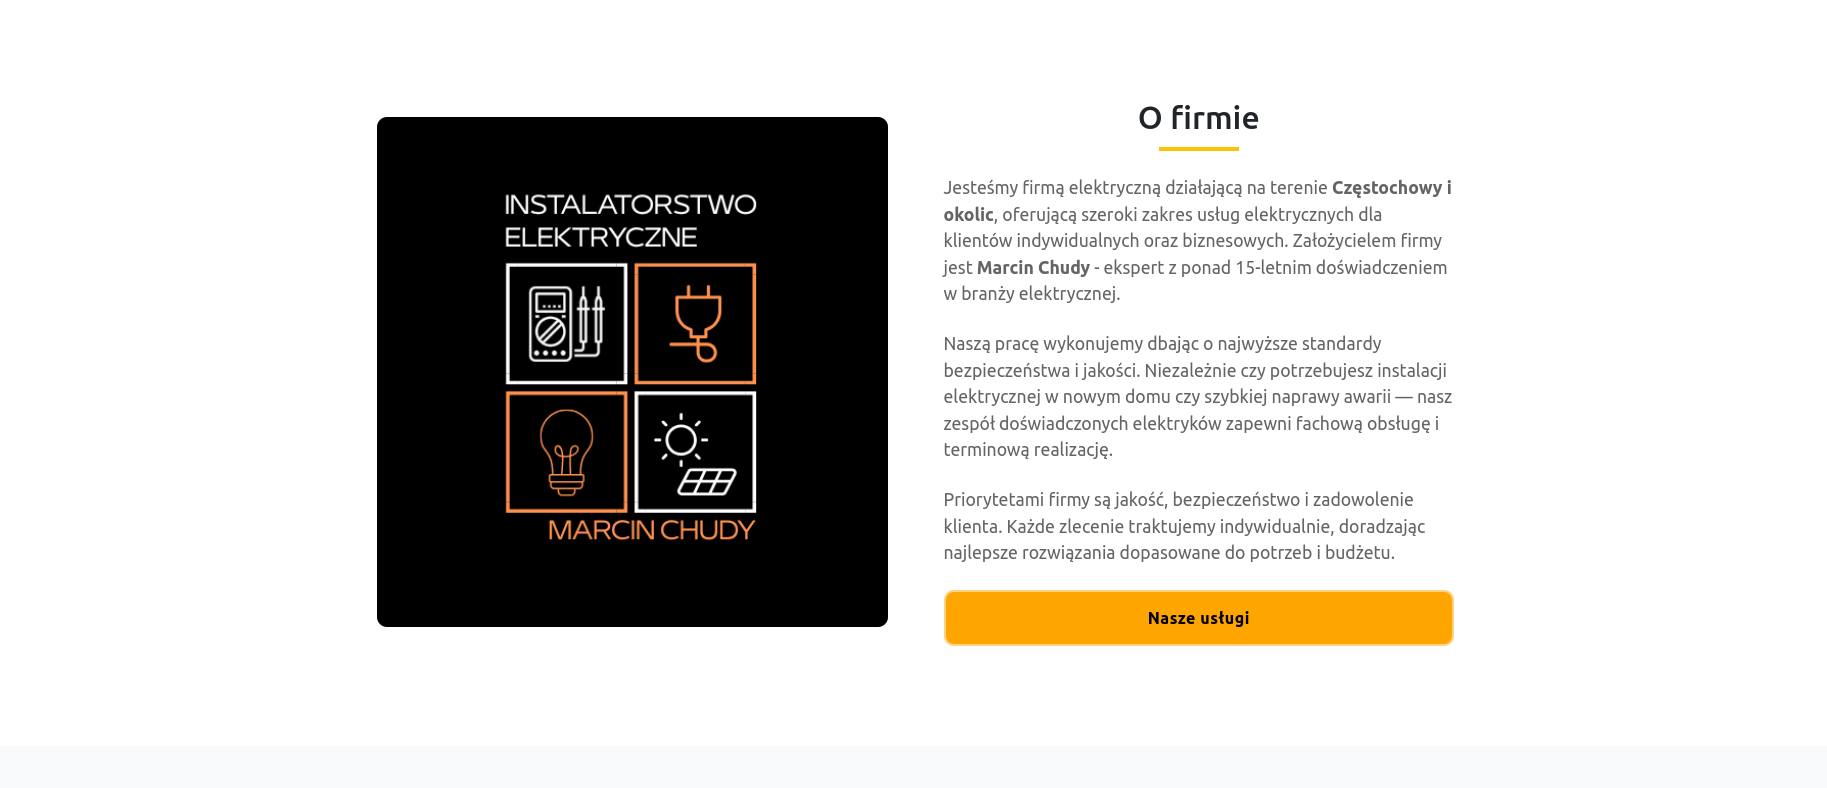 INSTALATORSTWO
ELEKTRYCZNE
MARCIN CHUDY
O firmie
Jesteśmy firmą elektryczną działającą na terenie Częstochowy i
okolic, oferującą szeroki zakres usług elektrycznych dla
klientów indywidualnych oraz biznesowych. Założycielem firmy
jest Marcin Chudy - ekspert z ponad 15-letnim doświadczeniem
w branży elektrycznej.
Naszą pracę wykonujemy dbając o najwyższe standardy
bezpieczeństwa i jakości. Niezależnie czy potrzebujesz instalacji
elektrycznej w nowym domu czy szybkiej naprawy awarii — nasz
zespół doświadczonych elektryków zapewni fachową obsługę i
terminową realizację.
Priorytetami firmy są jakość, bezpieczeństwo i zadowolenie
klienta. Każde zlecenie traktujemy indywidualnie, doradzając
najlepsze rozwiązania dopasowane do potrzeb i budżetu.
Nasze usługi